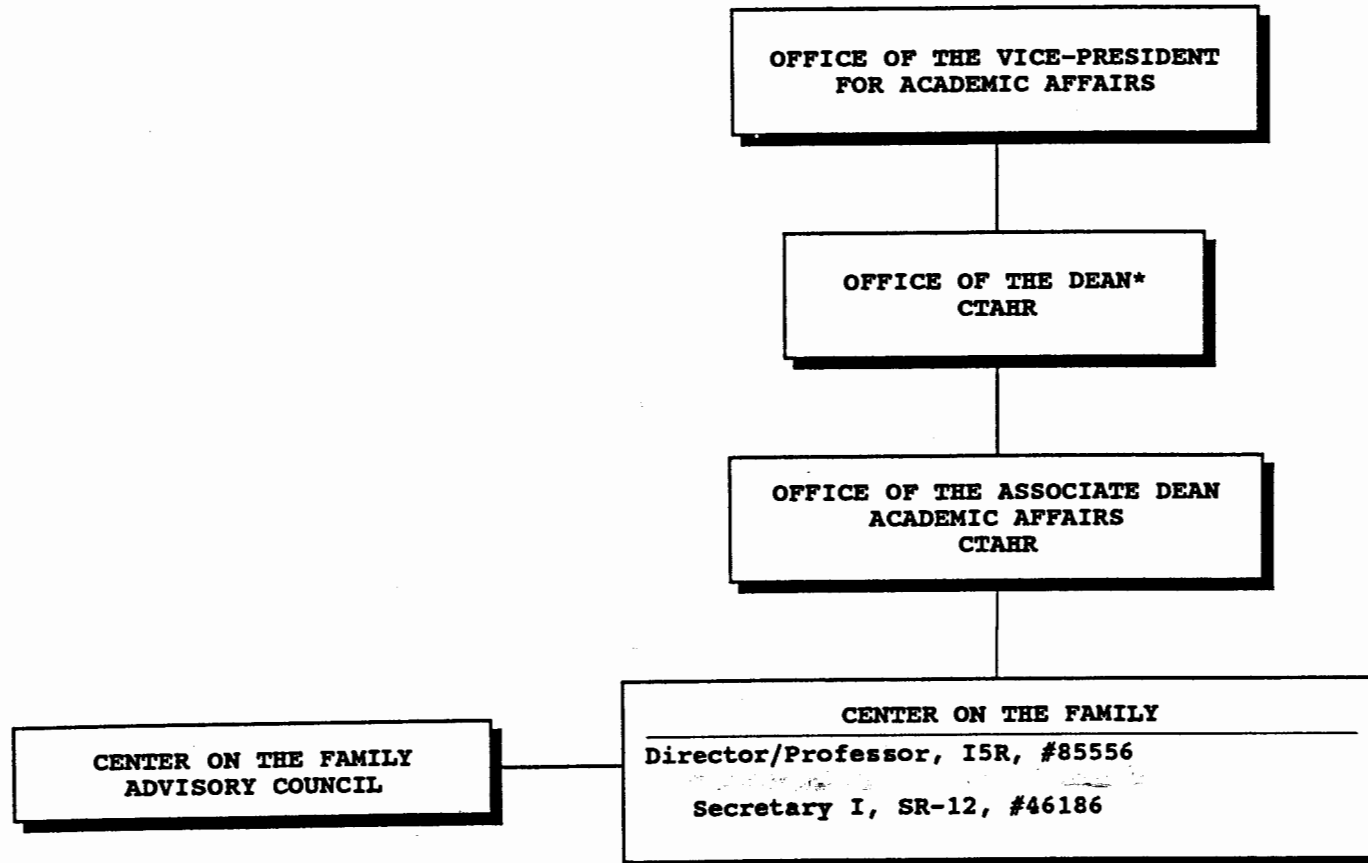 OFFICE OF THE VICE-PRESIDENT
FOR ACADEMIC AFFAIRS
OFFICE OF THE DEAN*
CTAHR
OFFICE OF THE ASSOCIATE DEAN
ACADEMIC AFFAIRS
CTAHR
CENTER ON THE FAMILY
ADVISORY COUNCIL
CENTER ON THE FAMILY
Director/Professor, I5R, #85556
Secretary I, SR-12, #46186